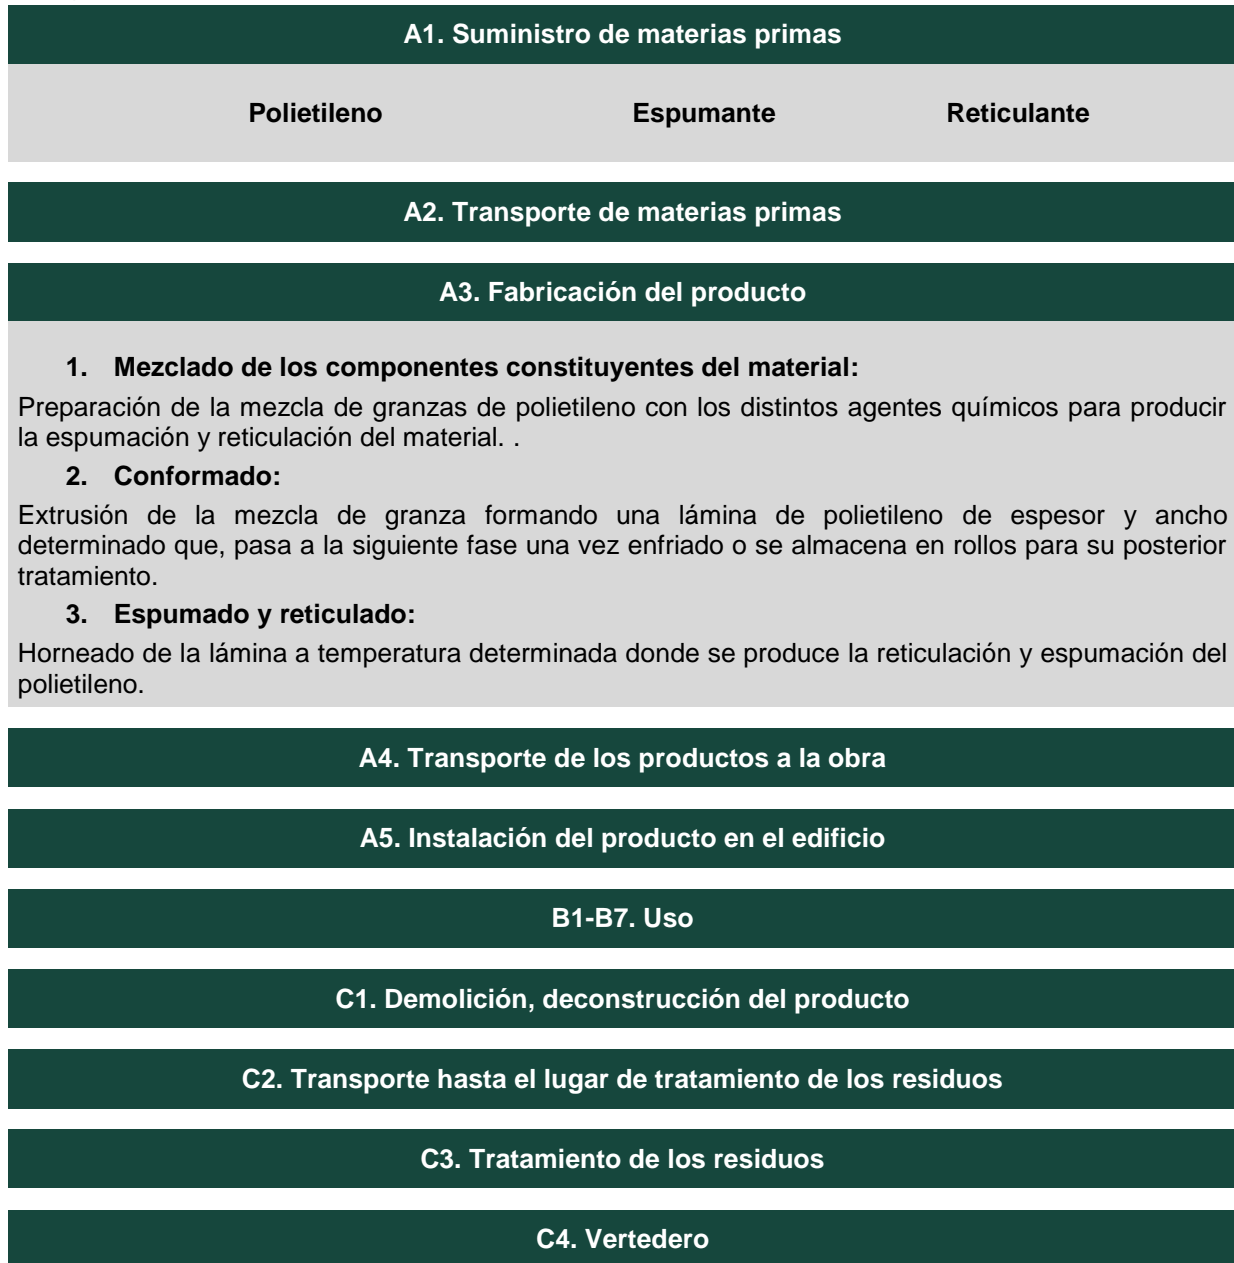 A1. Suministro de materias primas
Polietileno Espumante Reticulante
A2. Transporte de materias primas
A3. Fabricación del producto
1. Mezclado de los componentes constituyentes del material:
Preparación de la mezcla de granzas de polietileno con los distintos agentes químicos para producir
la espumación y reticulación del material. .
2. Conformado:
Extrusión de la mezcla de granza formando una lámina de polietileno de espesor y ancho
determinado que, pasa a la siguiente fase una vez enfriado o se almacena en rollos para su posterior
tratamiento.
3. Espumado y reticulado:
Horneado de la lámina a temperatura determinada donde se produce la reticulación y espumación del
polietileno.
A4. Transporte de los productos a la obra
A5. Instalación del producto en el edificio
B1-B7. Uso
C1. Demolición, deconstrucción del producto
C2. Transporte hasta el lugar de tratamiento de los residuos
C3. Tratamiento de los residuos
C4. Vertedero